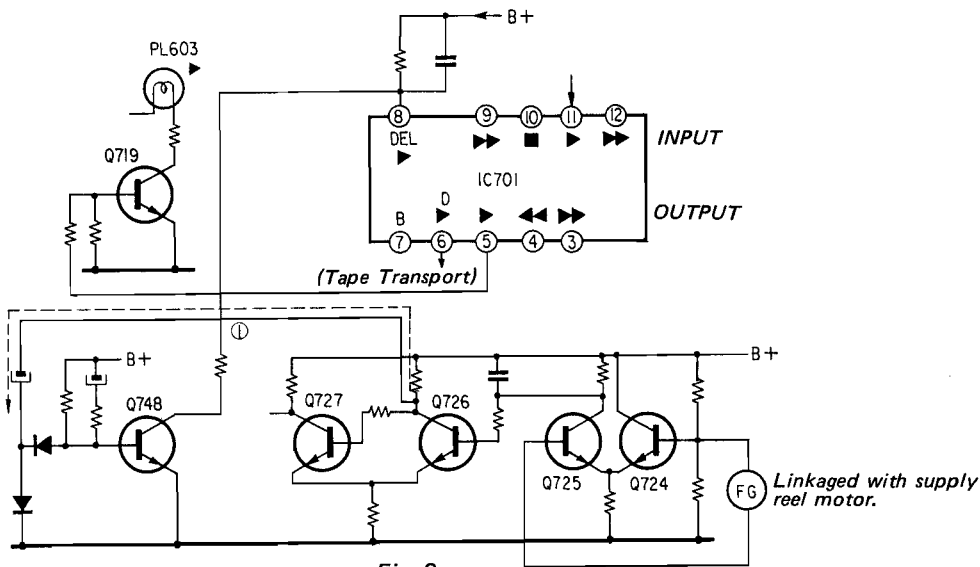 B+
PL603 ▶
Q719
8 9 10 11 12
DEL ▶ ▶▶ ■ ▶ ▶▶ INPUT
IC701
D
B ▶ ▶ ◀◀ ▶▶ OUTPUT
7 6 5 4 3
(Tape Transport)
①
B+
B+
Q748
Q727
Q726
Q725
Q724
FG
Linkaged with supply
reel motor.